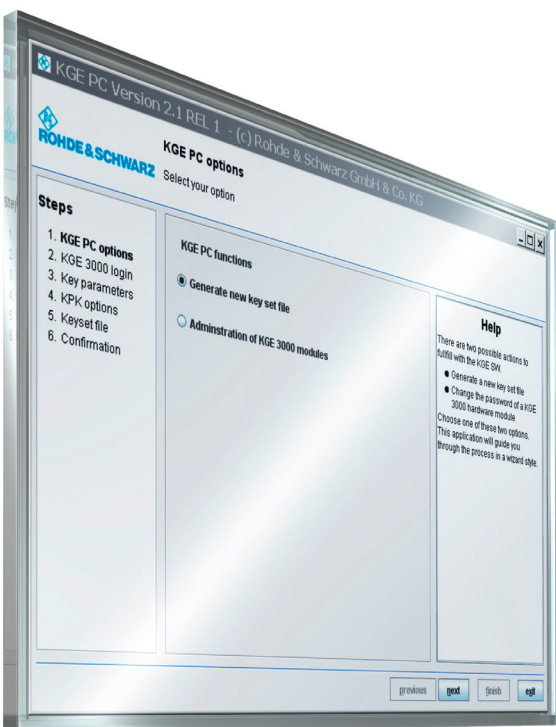 KGE PC Version 2.1 REL 1 - (c) Rohde & Schwarz GmbH & Co. KG
ROHDE & SCHWARZ
KGE PC options
Select your option
Steps
1. KGE PC options
2. KGE 3000 login
3. Key parameters
4. KPK options
5. Keyset file
6. Confirmation
KGE PC functions
Generate new key set file
Adminstration of KGE 3000 modules
Help
There are two possible actions to
fullfill with the KGE SW.
Generate a new key set file
Change the password of a KGE
3000 hardware module
Choose one of these two options.
This application will guide you
through the process in a wizard style.
previous
next
finish
exit